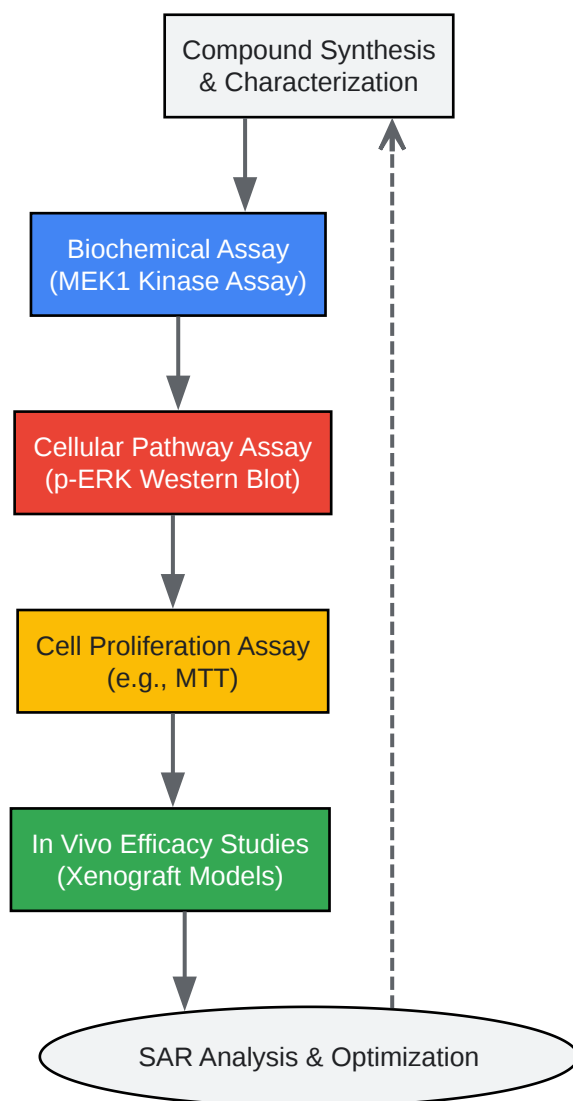 Compound Synthesis
& Characterization
Biochemical Assay
(MEK1 Kinase Assay)
Cellular Pathway Assay
(p-ERK Western Blot)
Cell Proliferation Assay
(e.g., MTT)
In Vivo Efficacy Studies
(Xenograft Models)
SAR Analysis & Optimization